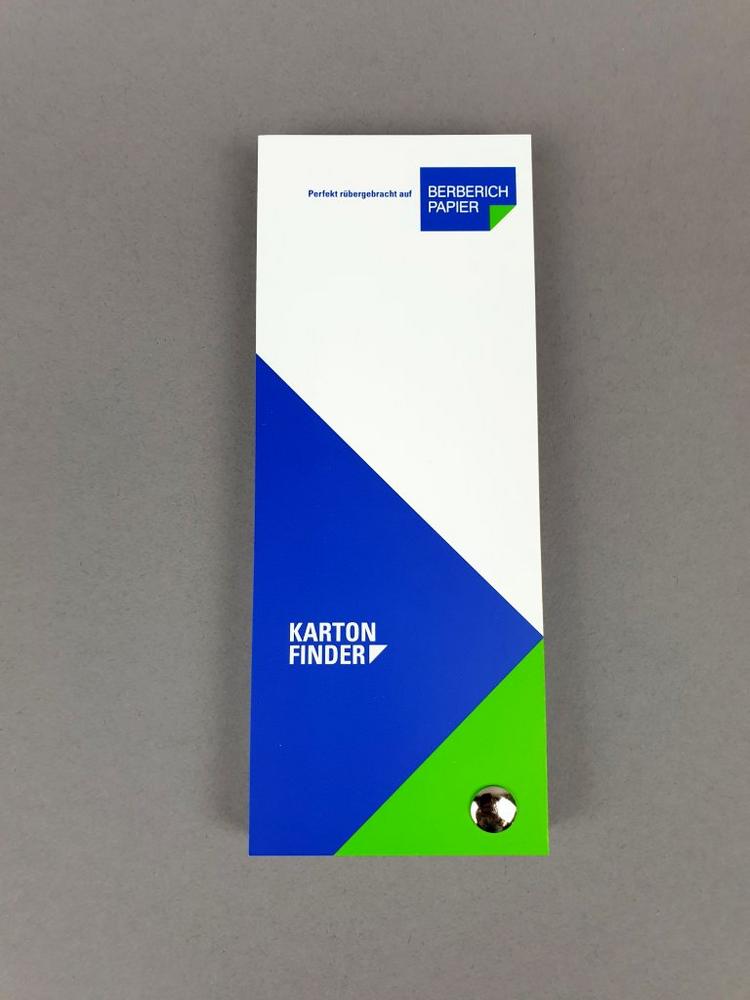 Perfekt rübergebracht auf
BERBERICH
PAPIER
KARTON
FINDER